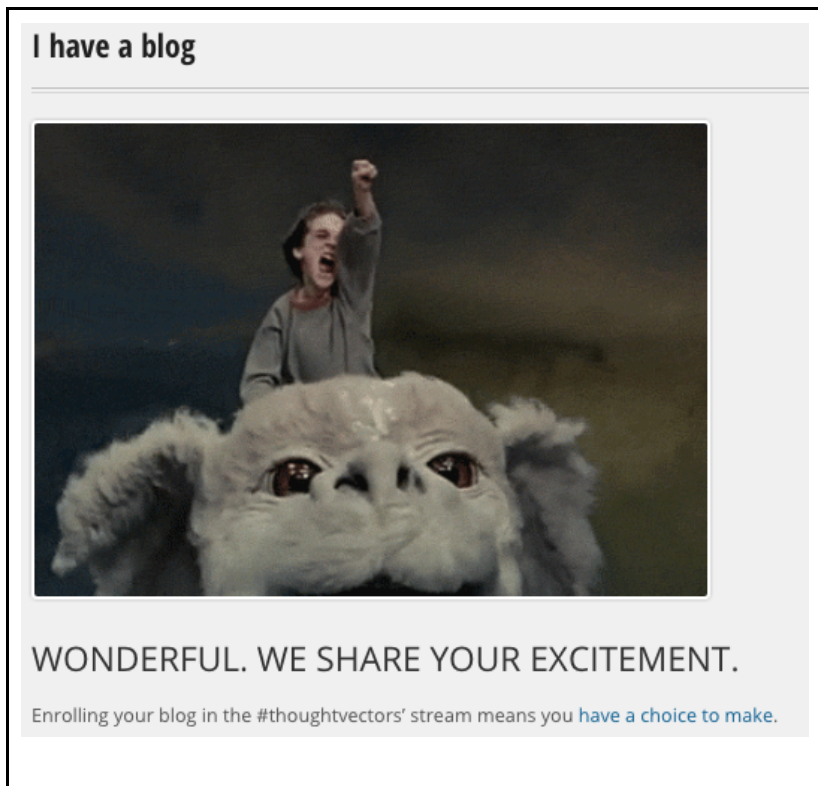 I have a blog
WONDERFUL. WE SHARE YOUR EXCITEMENT.
Enrolling your blog in the #thoughtvectors’ stream means you have a choice to make.